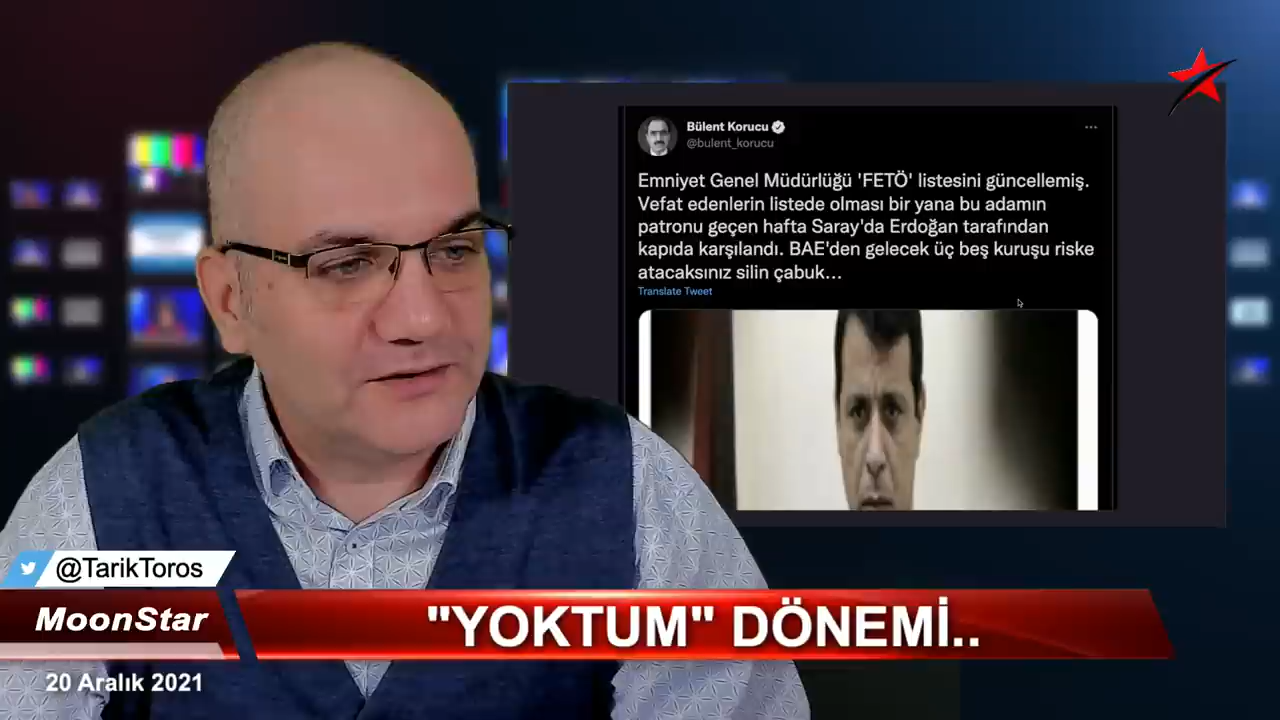 Bülent Korucu
@bulent_korucu
Emniyet Genel Müdürlüğü 'FETÖ' listesini güncellemiş.
Vefat edenlerin listede olması bir yana bu adamın
patronu geçen hafta Saray'da Erdoğan tarafından
kapıda karşılandı. BAE'den gelecek üç beş kuruşu riske
atacaksınız silin çabuk...
Translate Tweet
@TarikToros
MoonStar
"YOKTUM" DÖNEMİ..
20 Aralık 2021